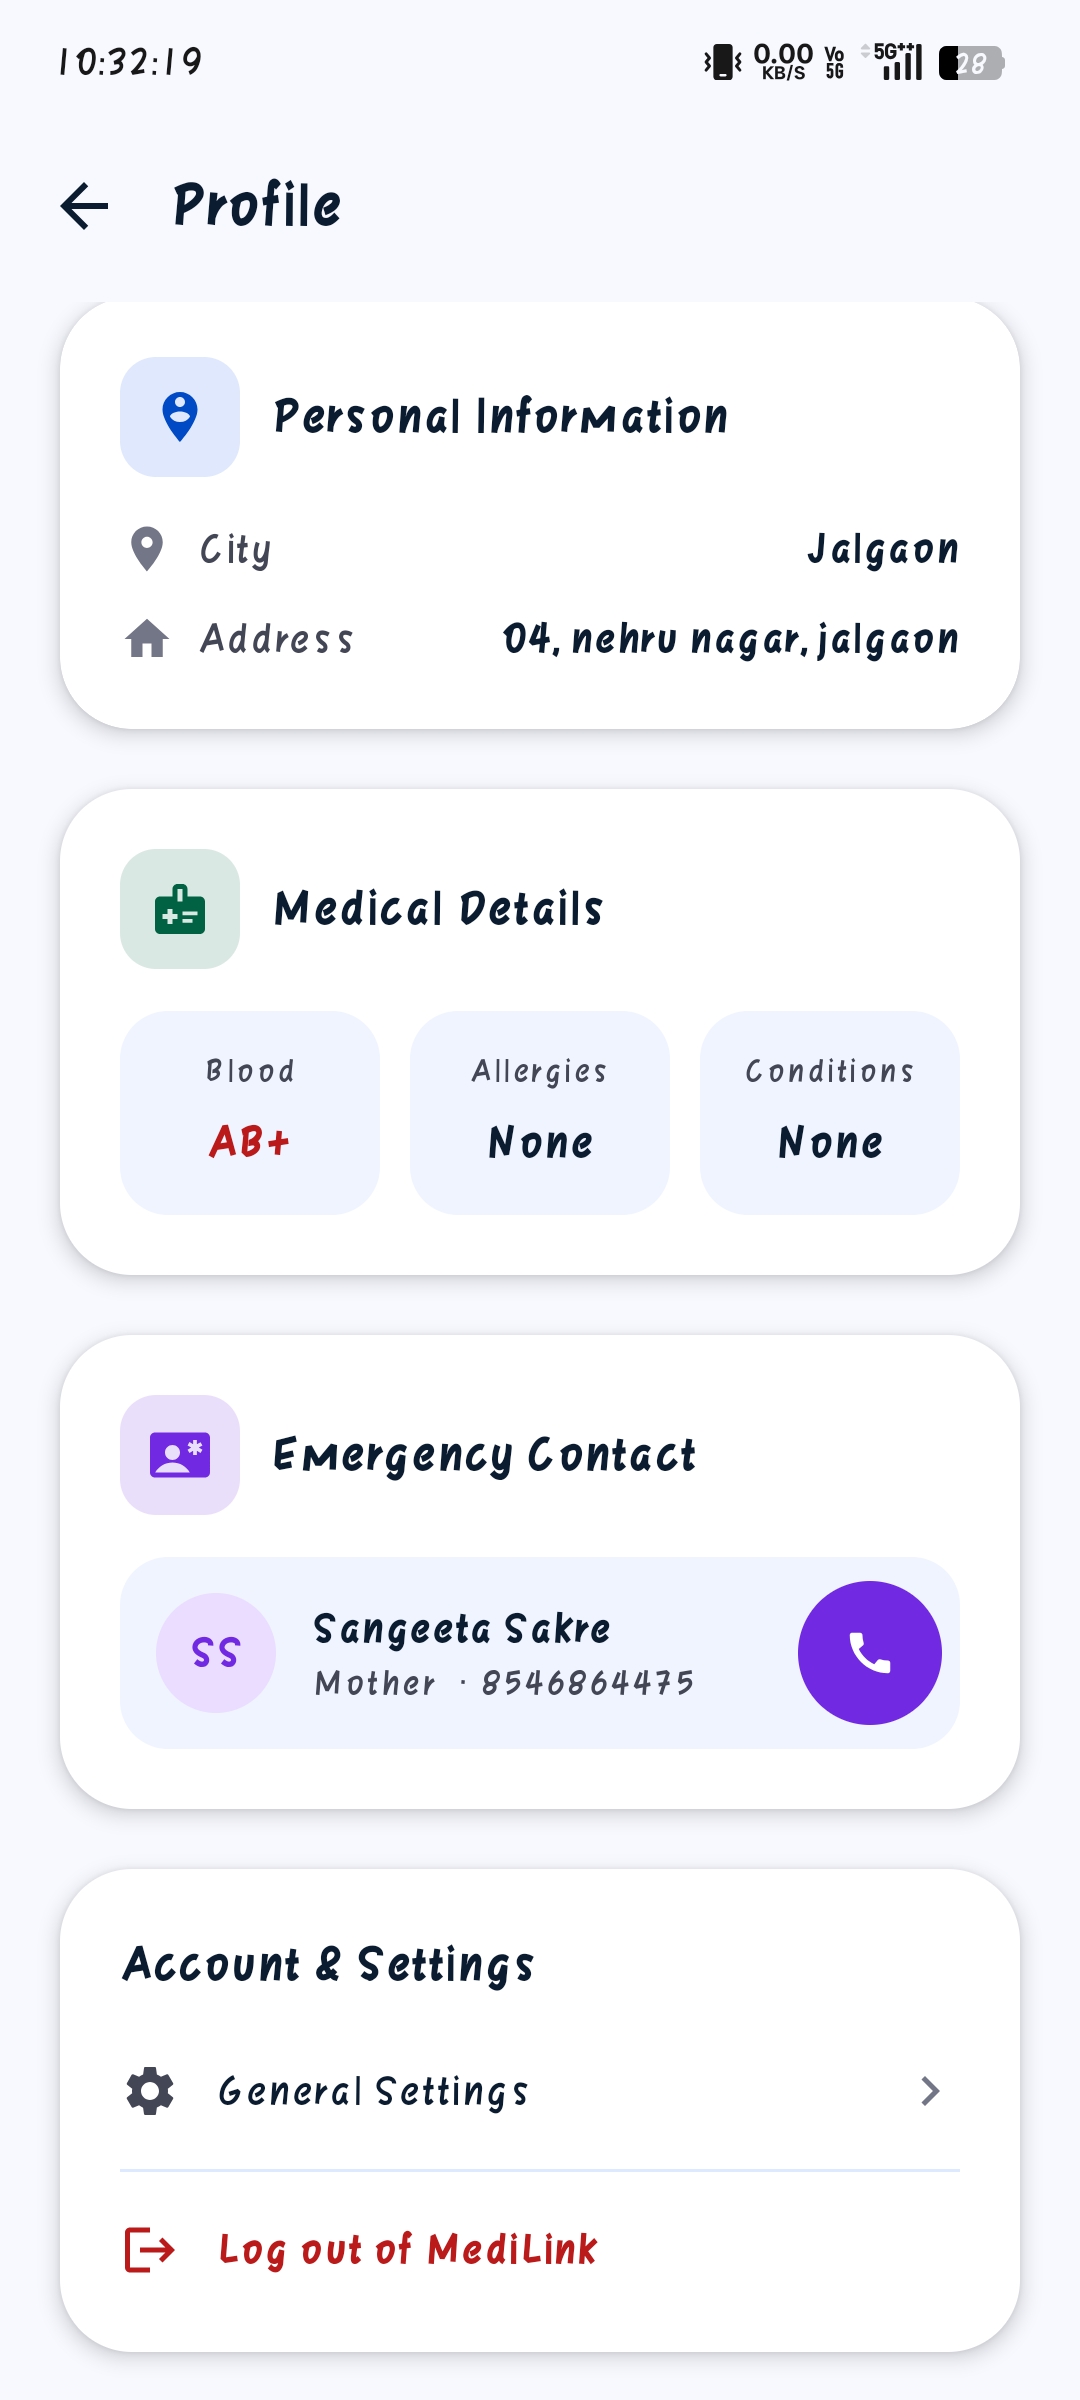 10:32:19 0.00 KB/S Vo 5G 5G++ 28
Profile
Personal Information
City Jalgaon
Address 04, nehru nagar, jalgaon
Medical Details
Blood Allergies Conditions
AB+ None None
Emergency Contact
SS Sangeeta Sakre
Mother · 8546864475
Account & Settings
General Settings
Log out of MediLink